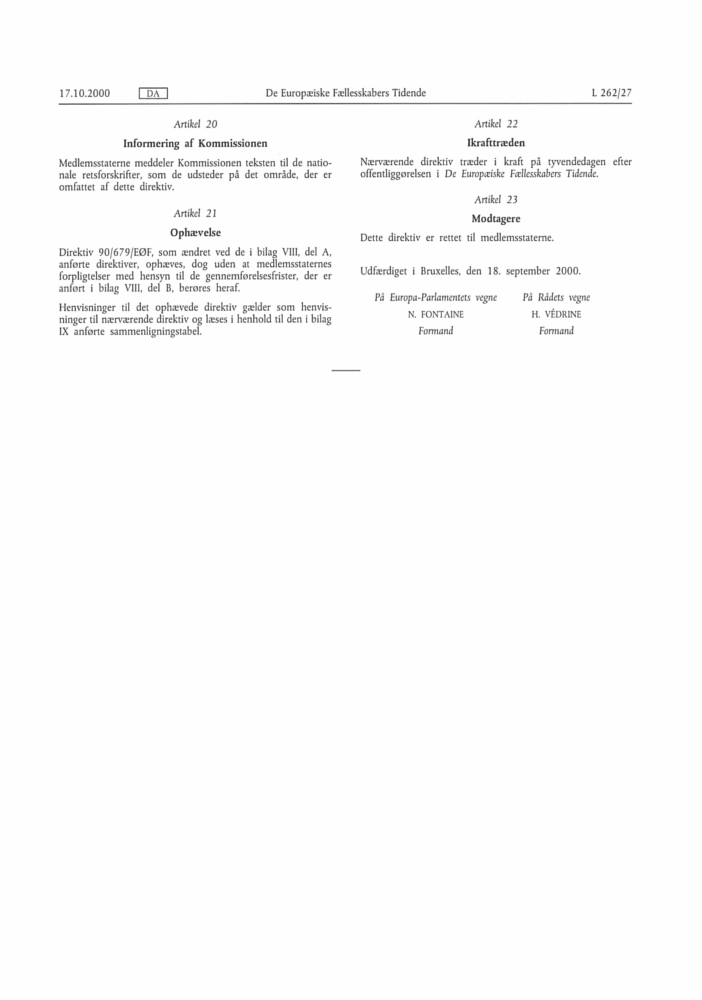 17.10.2000 DA De Europæiske Fællesskabers Tidende L 262/27
Artikel 20
Informering af Kommissionen
Medlemsstaterne meddeler Kommissionen teksten til de natio-
nale retsforskrifter, som de udsteder på det område, der er
omfattet af dette direktiv.
Artikel 21
Ophævelse
Direktiv 90/679/EØF, som ændret ved de i bilag VIII, del A,
anførte direktiver, ophæves, dog uden at medlemsstaternes
forpligtelser med hensyn til de gennemførelsesfrister, der er
anført i bilag VIII, del B, berøres heraf.
Henvisninger til det ophævede direktiv gælder som henvis-
ninger til nærværende direktiv og læses i henhold til den i bilag
IX anførte sammenligningstabel.
Artikel 22
Ikrafttræden
Nærværende direktiv træder i kraft på tyvendedagen efter
offentliggørelsen i De Europæiske Fællesskabers Tidende.
Artikel 23
Modtagere
Dette direktiv er rettet til medlemsstaterne.
Udfærdiget i Bruxelles, den 18. september 2000.
På Europa-Parlamentets vegne
N. FONTAINE
Formand
På Rådets vegne
H. VÉDRINE
Formand